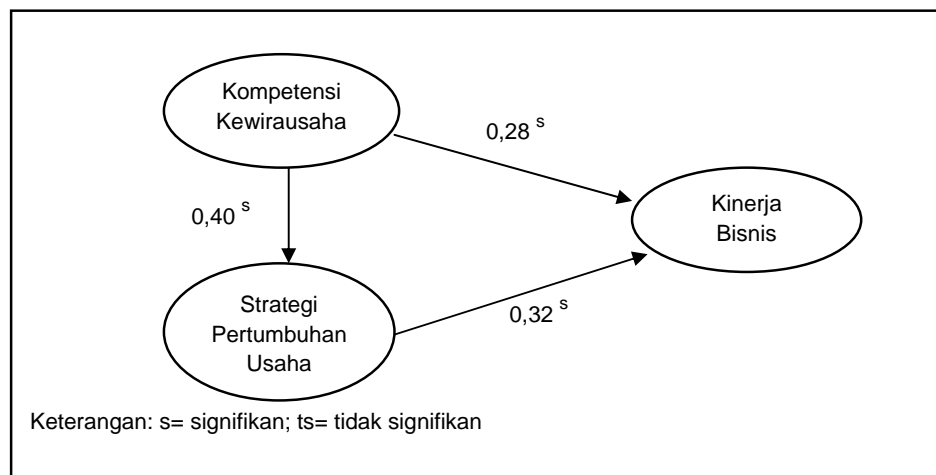 Kompetensi
Kewirausaha
0,28 s
0,40 s
Kinerja
Bisnis
Strategi
Pertumbuhan
Usaha
0,32 s
Keterangan: s= signifikan; ts= tidak signifikan